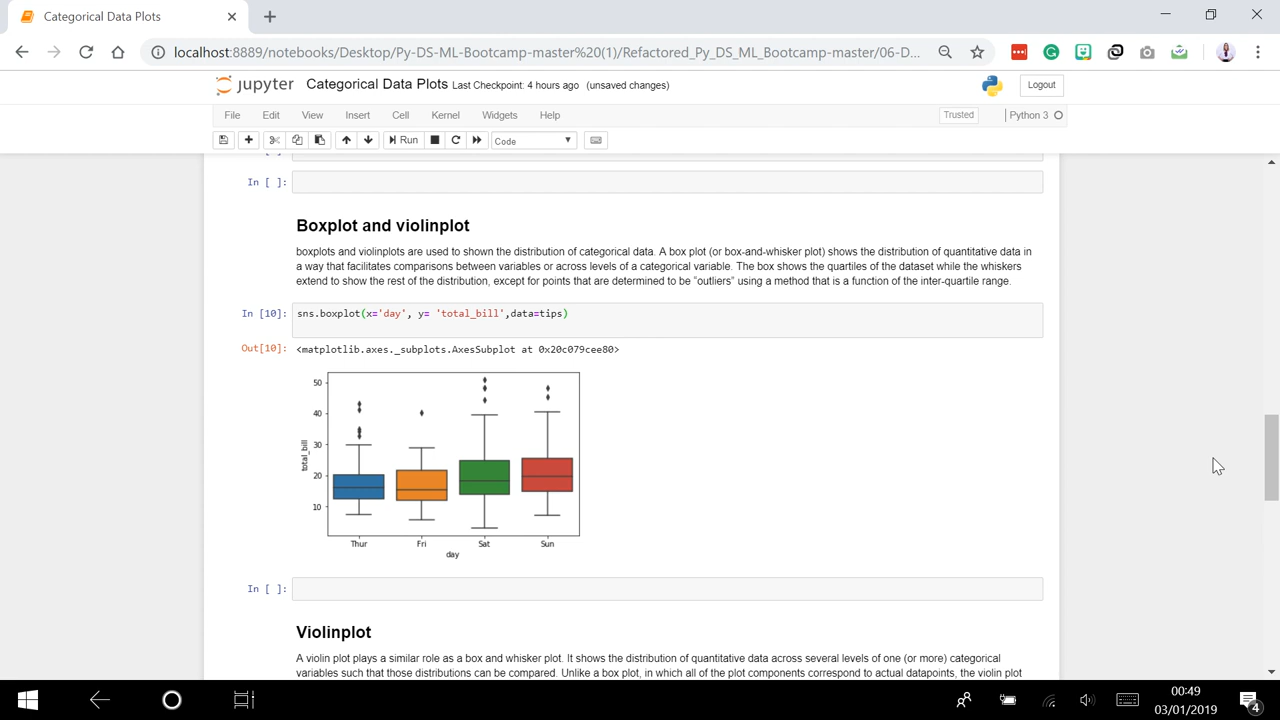 Categorical Data Plots
localhost:8889/notebooks/Desktop/Py-DS-ML-Bootcamp-master%20(1)/Refactored_Py_DS_ML_Bootcamp-master/06-D...
jupyter Categorical Data Plots Last Checkpoint: 4 hours ago (unsaved changes)
Logout
File Edit View Insert Cell Kernel Widgets Help
Trusted
Python 3
Run
Code
In [ ]:
Boxplot and violinplot
boxplots and violinplots are used to shown the distribution of categorical data. A box plot (or box-and-whisker plot) shows the distribution of quantitative data in
a way that facilitates comparisons between variables or across levels of a categorical variable. The box shows the quartiles of the dataset while the whiskers
extend to show the rest of the distribution, except for points that are determined to be "outliers" using a method that is a function of the inter-quartile range.
In [10]: sns.boxplot(x='day', y= 'total_bill',data=tips)
Out[10]: <matplotlib.axes._subplots.AxesSubplot at 0x20c079cee80>
50
40
30
20
10
total_bill
Thur Fri Sat Sun
day
In [ ]:
Violinplot
A violin plot plays a similar role as a box and whisker plot. It shows the distribution of quantitative data across several levels of one (or more) categorical
variables such that those distributions can be compared. Unlike a box plot, in which all of the plot components correspond to actual datapoints, the violin plot
00:49
03/01/2019
4